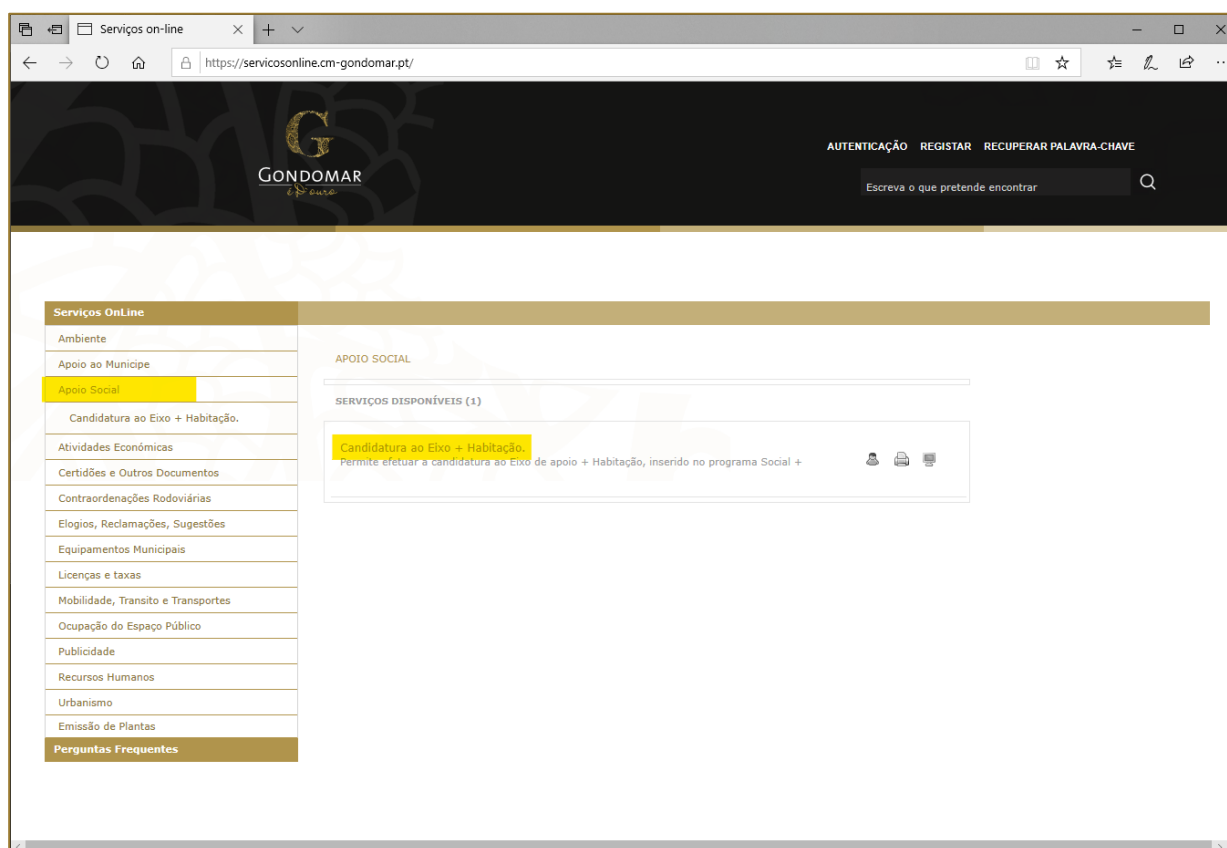 Serviços on-line
https://servicosonline.cm-gondomar.pt/
G
GONDOMAR
é D'ouro
AUTENTICAÇÃO REGISTAR RECUPERAR PALAVRA-CHAVE
Escreva o que pretende encontrar
Serviços OnLine
Ambiente
Apoio ao Municipe
Apoio Social
Candidatura ao Eixo + Habitação.
Atividades Económicas
Certidões e Outros Documentos
Contraordenações Rodoviárias
Elogios, Reclamações, Sugestões
Equipamentos Municipais
Licenças e taxas
Mobilidade, Transito e Transportes
Ocupação do Espaço Público
Publicidade
Recursos Humanos
Urbanismo
Emissão de Plantas
Perguntas Frequentes
APOIO SOCIAL
SERVIÇOS DISPONÍVEIS (1)
Candidatura ao Eixo + Habitação.
Permite efetuar a candidatura ao Eixo de apoio + Habitação, inserido no programa Social +